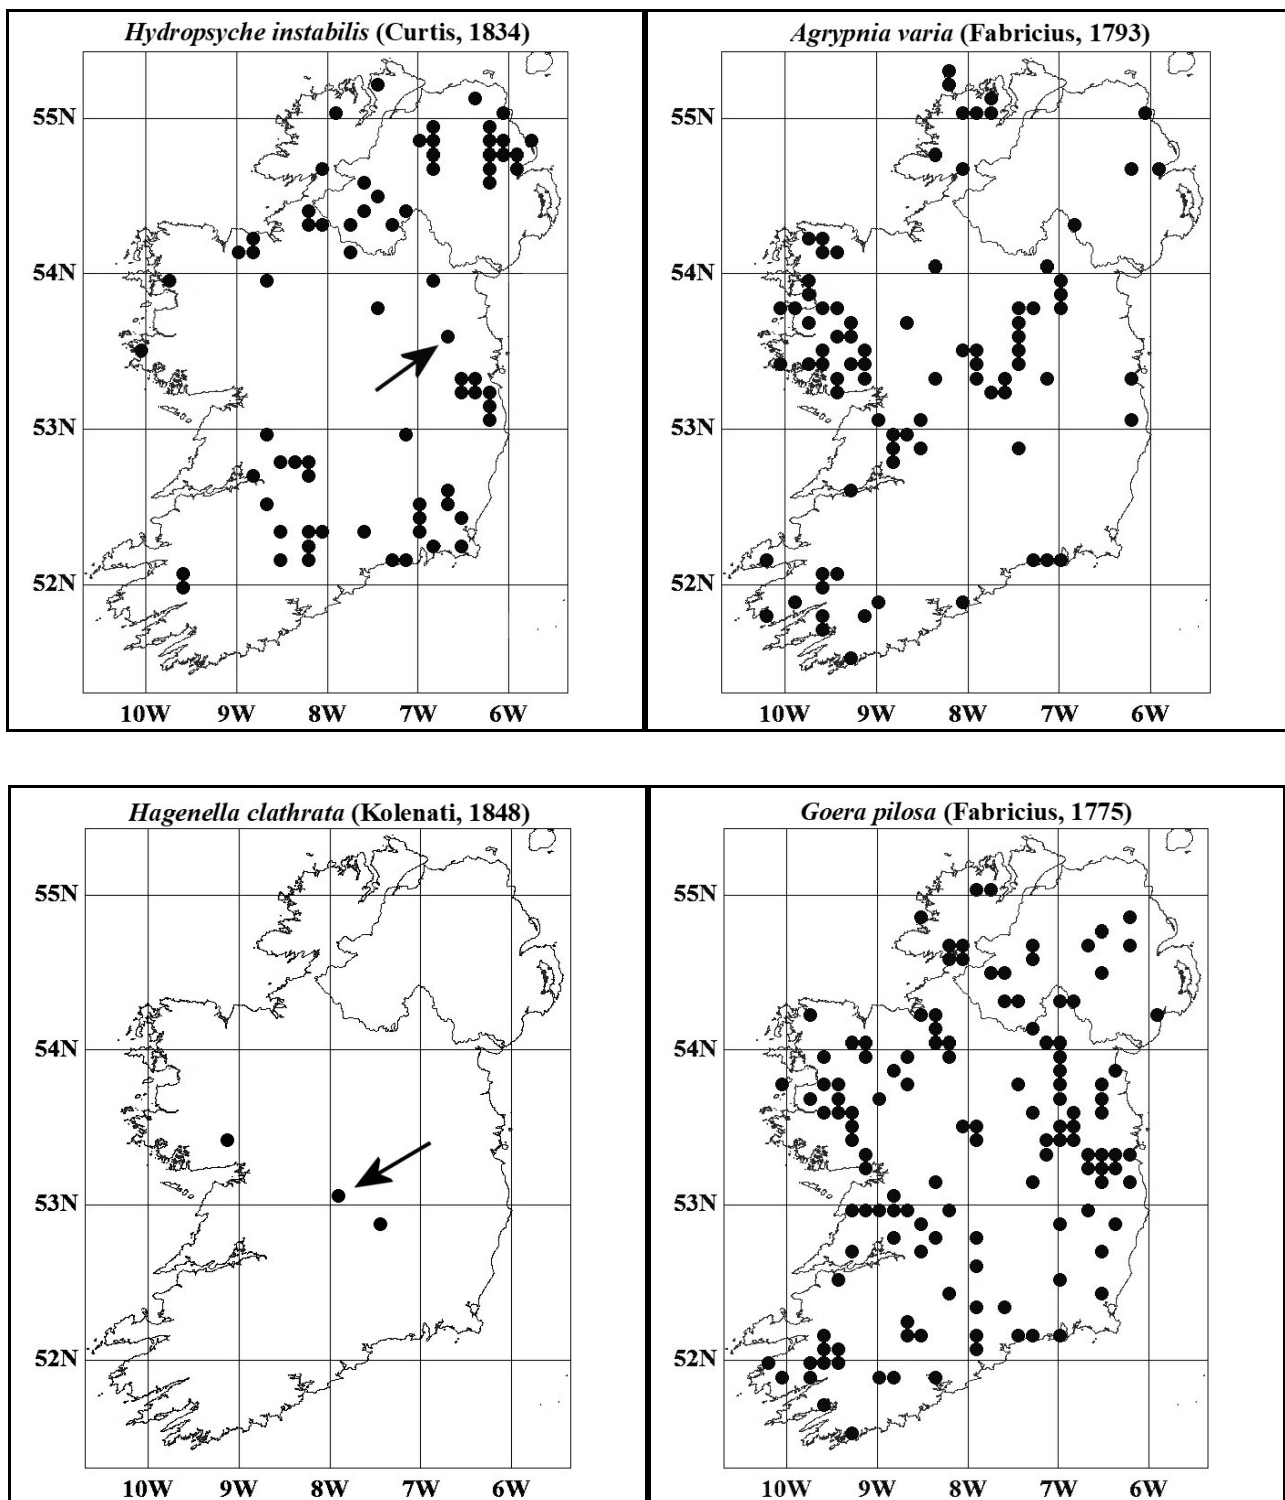 Hydropsyche instabilis (Curtis, 1834)
55N
54N
53N
52N
10W 9W 8W 7W 6W
Agrypnia varia (Fabricius, 1793)
55N
54N
53N
52N
10W 9W 8W 7W 6W
Hagenella clathrata (Kolenati, 1848)
55N
54N
53N
52N
10W 9W 8W 7W 6W
Goera pilosa (Fabricius, 1775)
55N
54N
53N
52N
10W 9W 8W 7W 6W